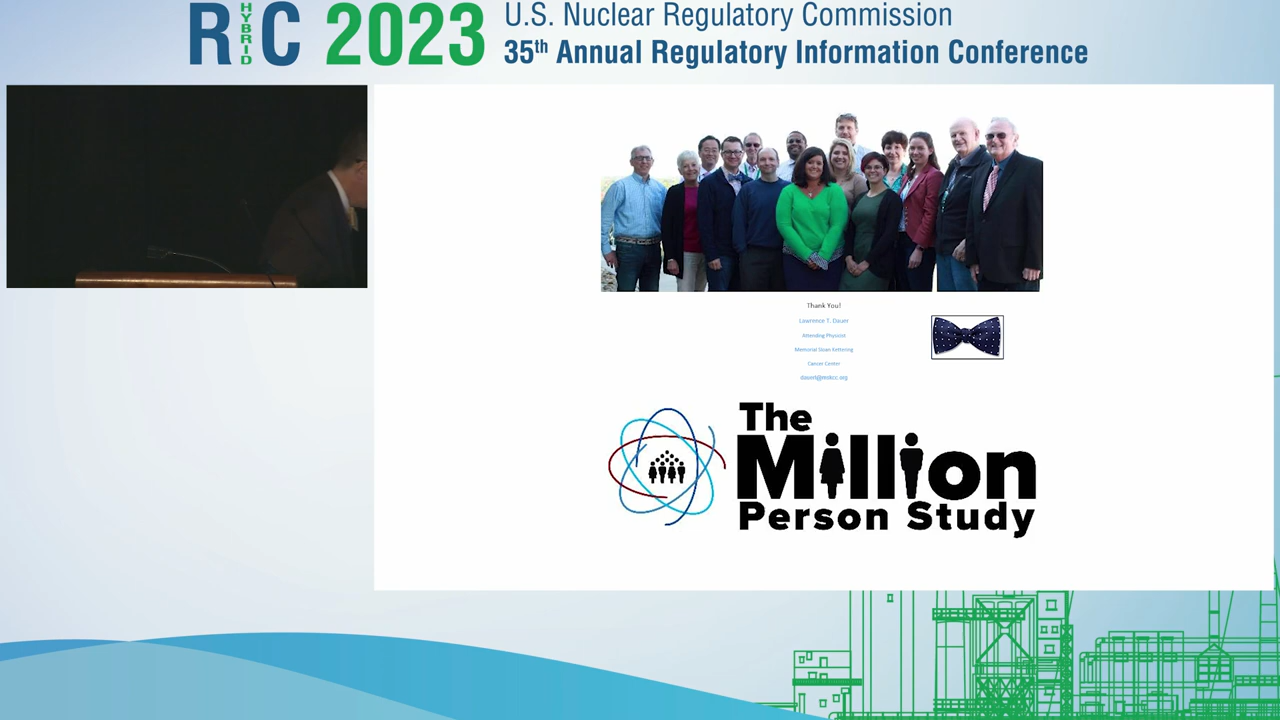 RIC 2023
HYBRID
U.S. Nuclear Regulatory Commission
35th Annual Regulatory Information Conference
Thank You!
Lawrence T. Dauer
Attending Physicist
Memorial Sloan Kettering
Cancer Center
dauerl@mskcc.org
The
Million
Person Study